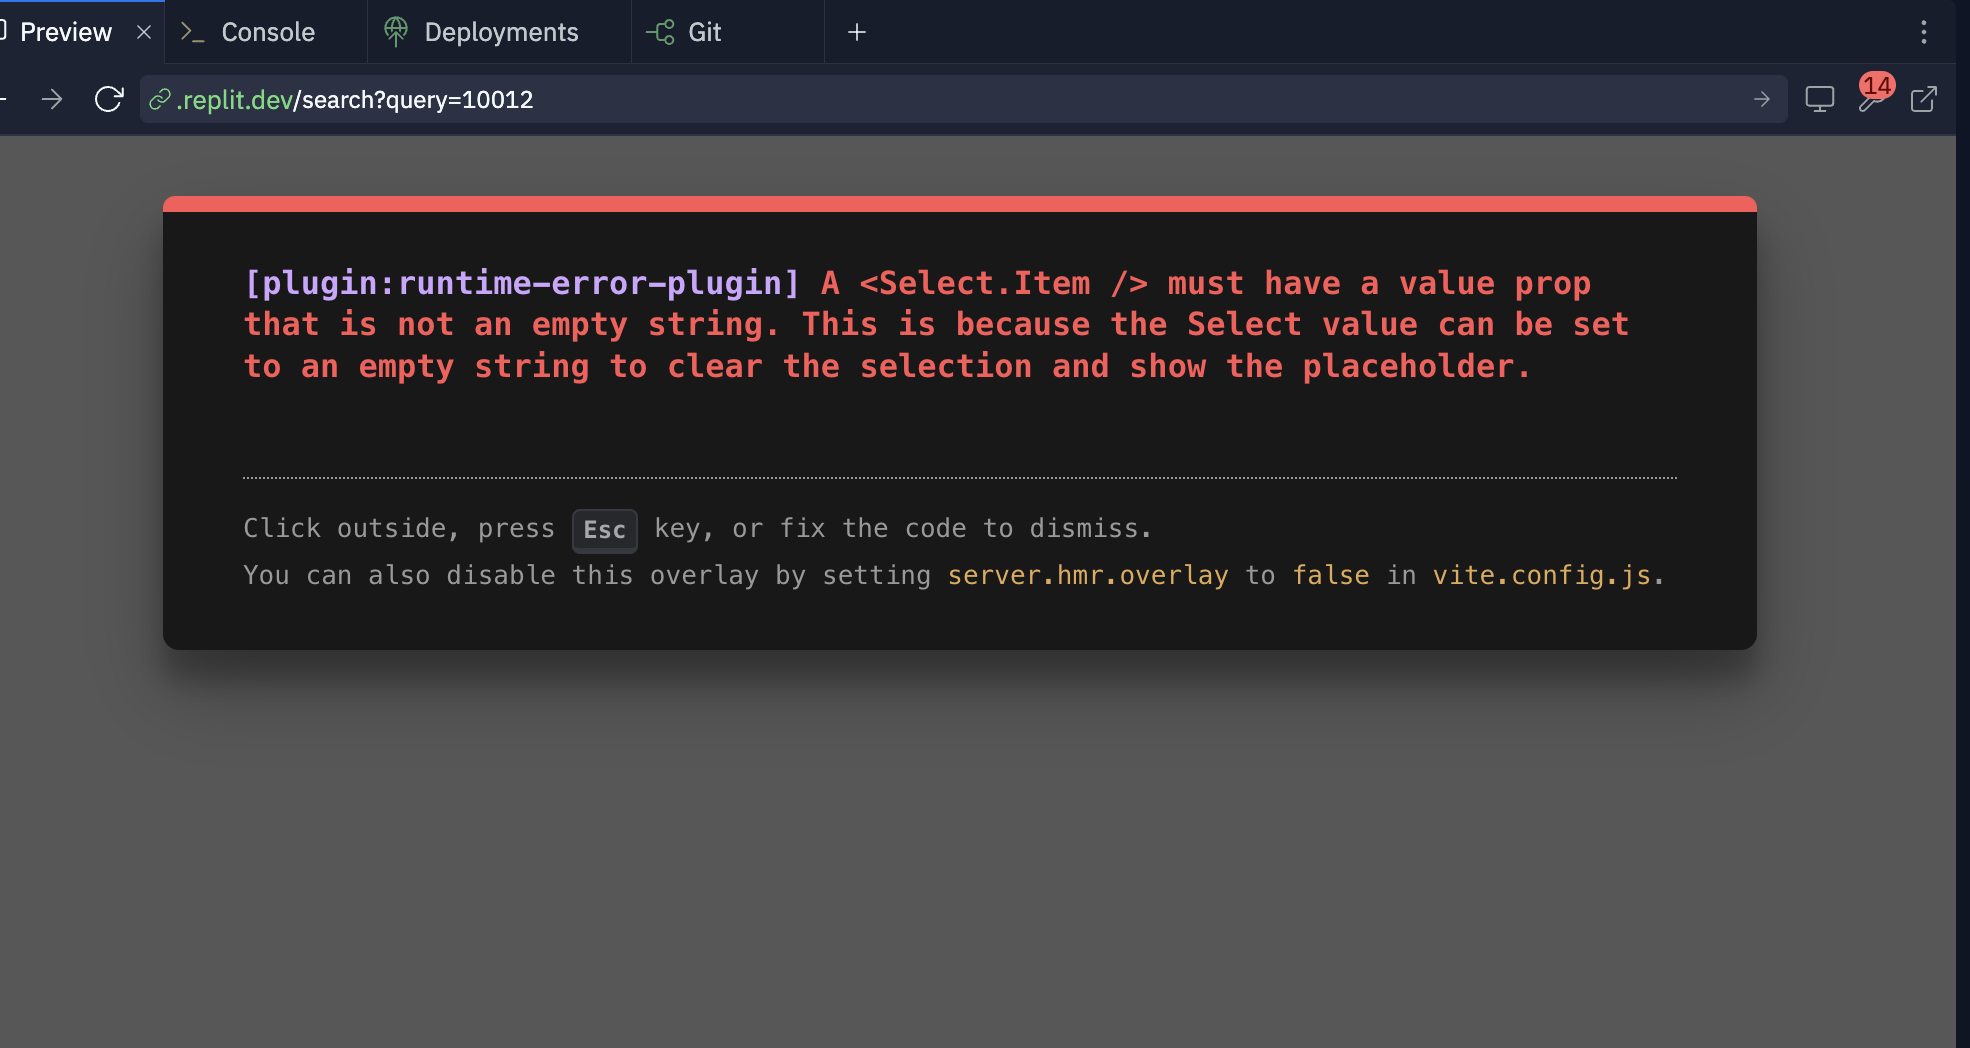 Preview
Console
Deployments
Git
.replit.dev/search?query=10012
14
[plugin:runtime-error-plugin] A <Select.Item /> must have a value prop
that is not an empty string. This is because the Select value can be set
to an empty string to clear the selection and show the placeholder.
Click outside, press Esc key, or fix the code to dismiss.
You can also disable this overlay by setting server.hmr.overlay to false in vite.config.js.